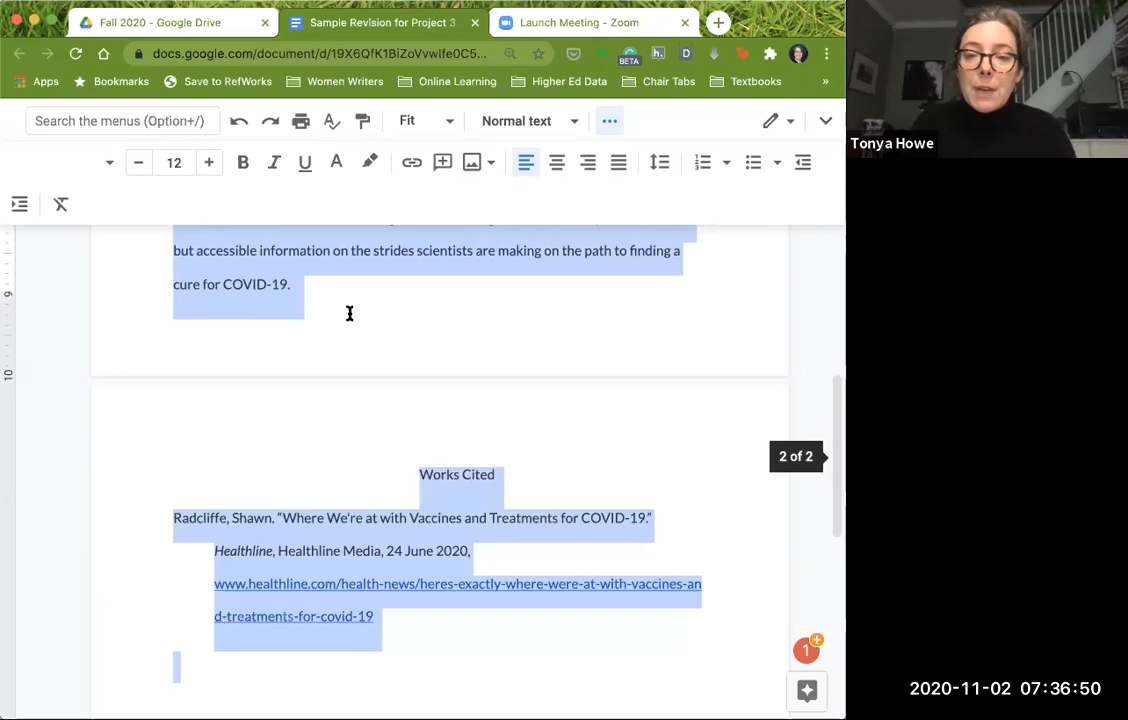 Fall 2020 - Google Drive
Sample Revision for Project 3
Launch Meeting - Zoom
docs.google.com/document/d/19X6QfK1BiZoVvwlfe0C5...
BETA
Apps
Bookmarks
Save to RefWorks
Women Writers
Online Learning
Higher Ed Data
Chair Tabs
Textbooks
»
Search the menus (Option+/)
Fit
Normal text
12
Tonya Howe
9
10
but accessible information on the strides scientists are making on the path to finding a
cure for COVID-19.
2 of 2
Works Cited
Radcliffe, Shawn. “Where We're at with Vaccines and Treatments for COVID-19.”
Healthline, Healthline Media, 24 June 2020,
www.healthline.com/health-news/heres-exactly-where-were-at-with-vaccines-an
d-treatments-for-covid-19
1
2020-11-02 07:36:50